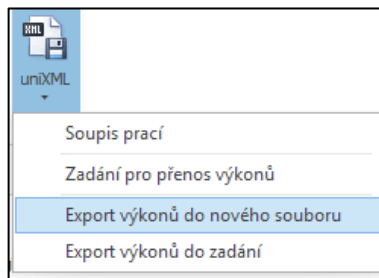 XML
uniXML
Soupis prací
Zadání pro přenos výkonů
Export výkonů do nového souboru
Export výkonů do zadání